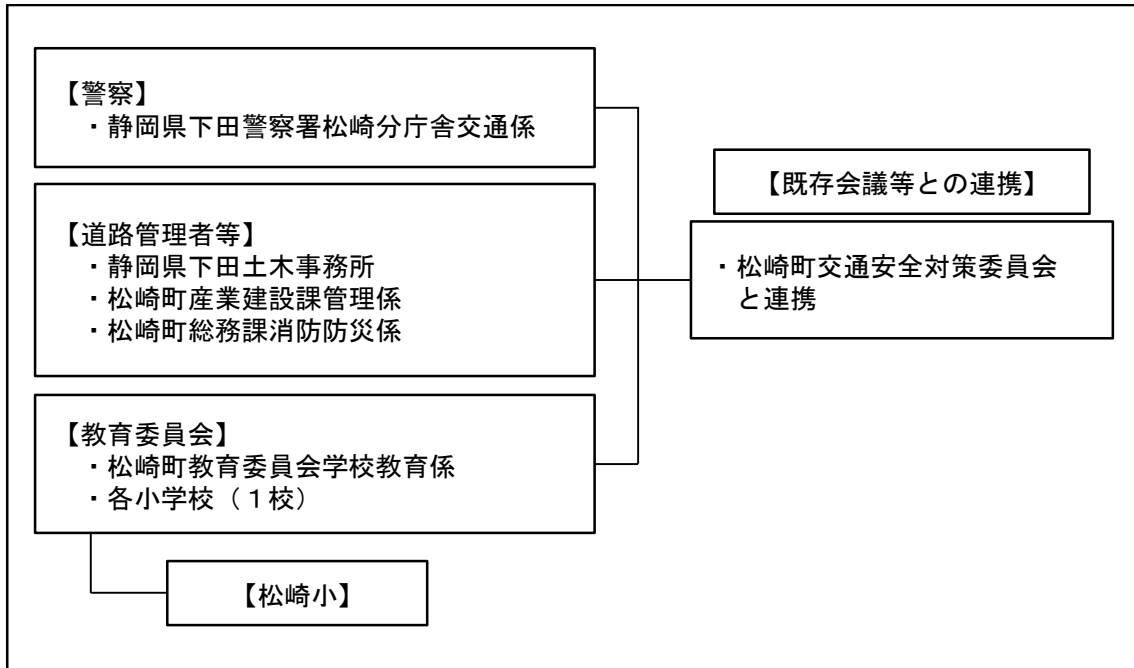 【警察】
・静岡県下田警察署松崎分庁舎交通係
【道路管理者等】
・静岡県下田土木事務所
・松崎町産業建設課管理係
・松崎町総務課消防防災係
【教育委員会】
・松崎町教育委員会学校教育係
・各小学校（１校）
【松崎小】
【既存会議等との連携】
・松崎町交通安全対策委員会
と連携